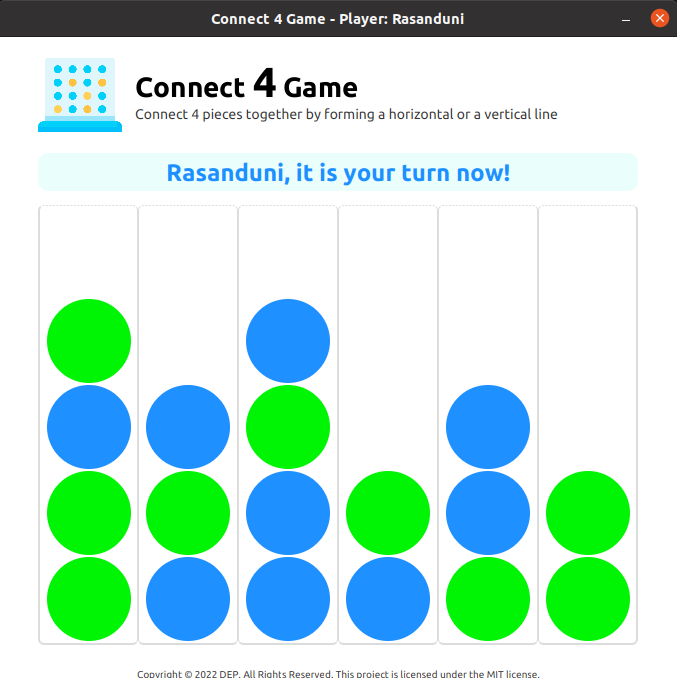 Connect 4 Game - Player: Rasanduni
Connect 4 Game
Connect 4 pieces together by forming a horizontal or a vertical line
Rasanduni, it is your turn now!
Copyright © 2022 DEP. All Rights Reserved. This project is licensed under the MIT license.